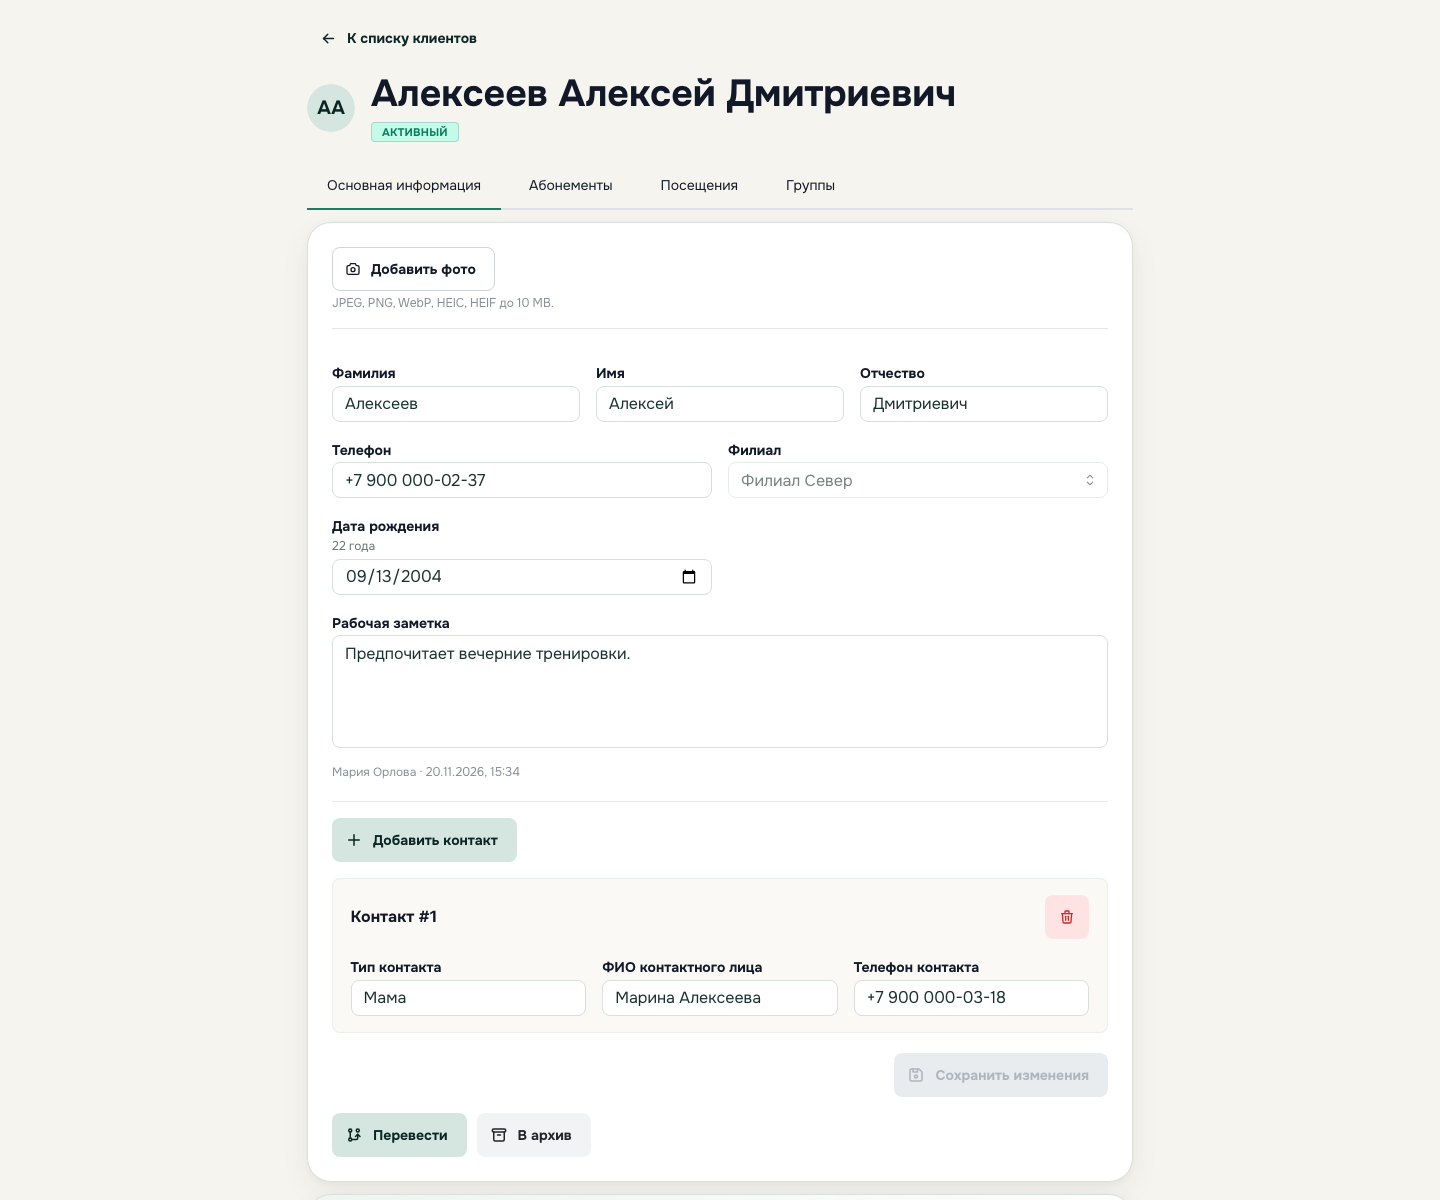 К списку клиентов
АА
Алексеев Алексей Дмитриевич
АКТИВНЫЙ
Основная информация Абонементы Посещения Группы
Добавить фото
JPEG, PNG, WebP, HEIC, HEIF до 10 МВ.
Фамилия Имя Отчество
Алексеев Алексей Дмитриевич
Телефон Филиал
+7 900 000-02-37 Филиал Север
Дата рождения
22 года
09/13/2004
Рабочая заметка
Предпочитает вечерние тренировки.
Мария Орлова · 20.11.2026, 15:34
Добавить контакт
Контакт #1
Тип контакта ФИО контактного лица Телефон контакта
Мама Марина Алексеева +7 900 000-03-18
Сохранить изменения
Перевести В архив